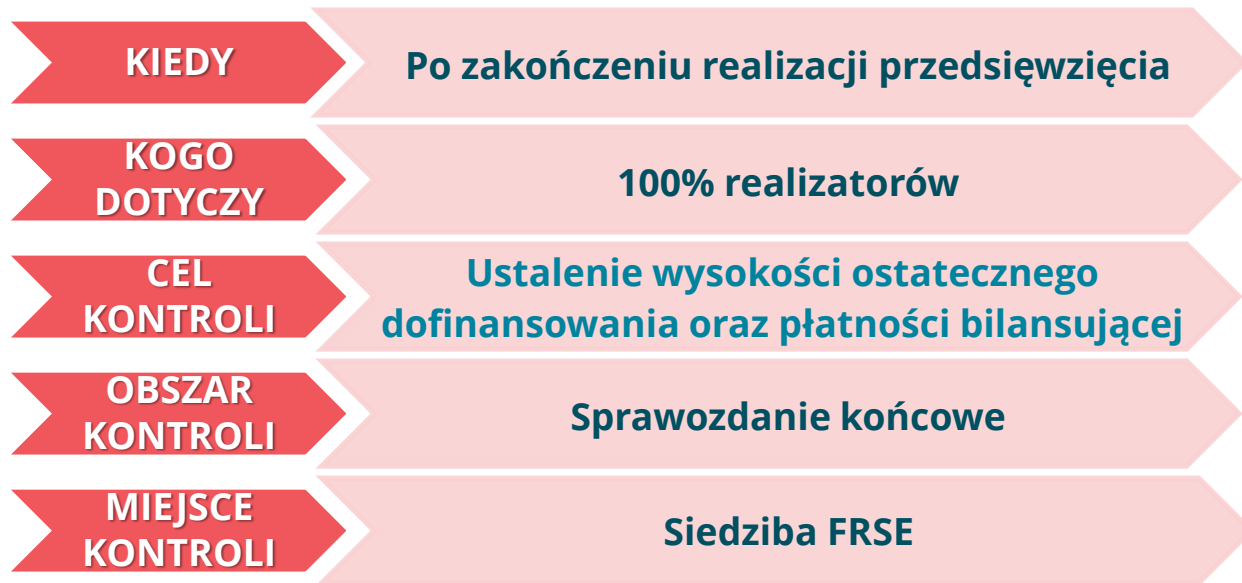 KIEDY
Po zakończeniu realizacji przedsięwzięcia
KOGO
DOTYCZY
100% realizatorów
CEL
KONTROLI
Ustalenie wysokości ostatecznego
dofinansowania oraz płatności bilansującej
OBSZAR
KONTROLI
Sprawozdanie końcowe
MIEJSCE
KONTROLI
Siedziba FRSE